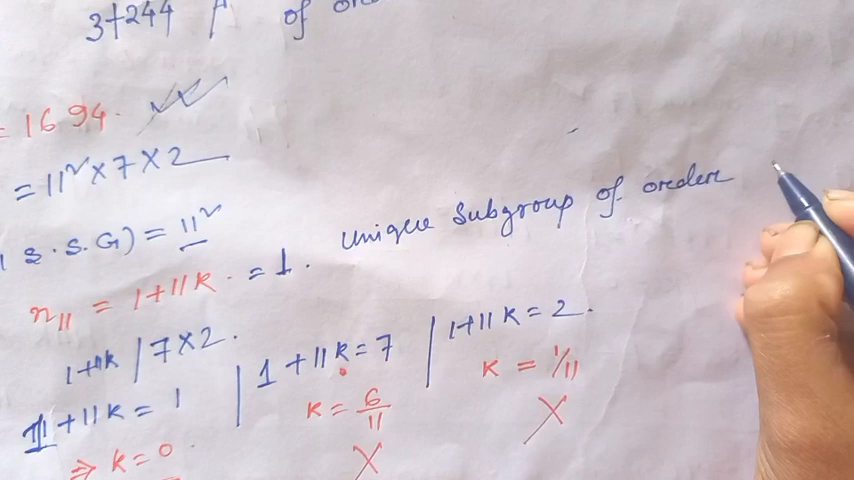 3+244 of
= 1694.
= 11² × 7 × 2
S.S.G) = 11²
n₁₁ = 1+11k = 1. unique Subgroup of order
1+11k / 7×2.
1+11k = 1 | 1+11k = 7 | 1+11k = 2.
⇒ k = 0. k = 6/11 k = 1/11
X X